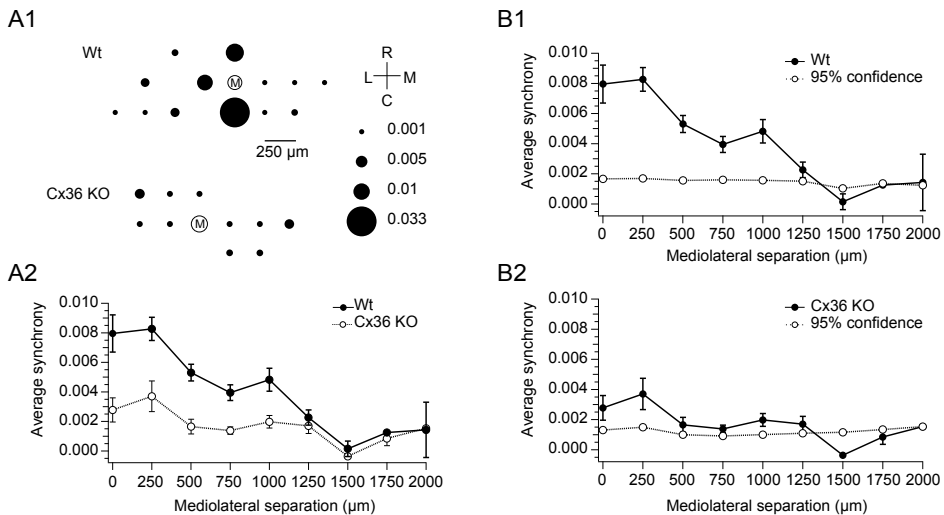 A1
Wt
R
L M
C
M
250 µm
0.001
0.005
0.01
0.033
Cx36 KO
M
A2
Average synchrony
0.010
0.008
0.006
0.004
0.002
0.000
Wt
Cx36 KO
0 250 500 750 1000 1250 1500 1750 2000
Mediolateral separation (µm)
B1
Average synchrony
0.010
0.008
0.006
0.004
0.002
0.000
Wt
95% confidence
0 250 500 750 1000 1250 1500 1750 2000
Mediolateral separation (µm)
B2
Average synchrony
0.010
0.008
0.006
0.004
0.002
0.000
Cx36 KO
95% confidence
0 250 500 750 1000 1250 1500 1750 2000
Mediolateral separation (µm)